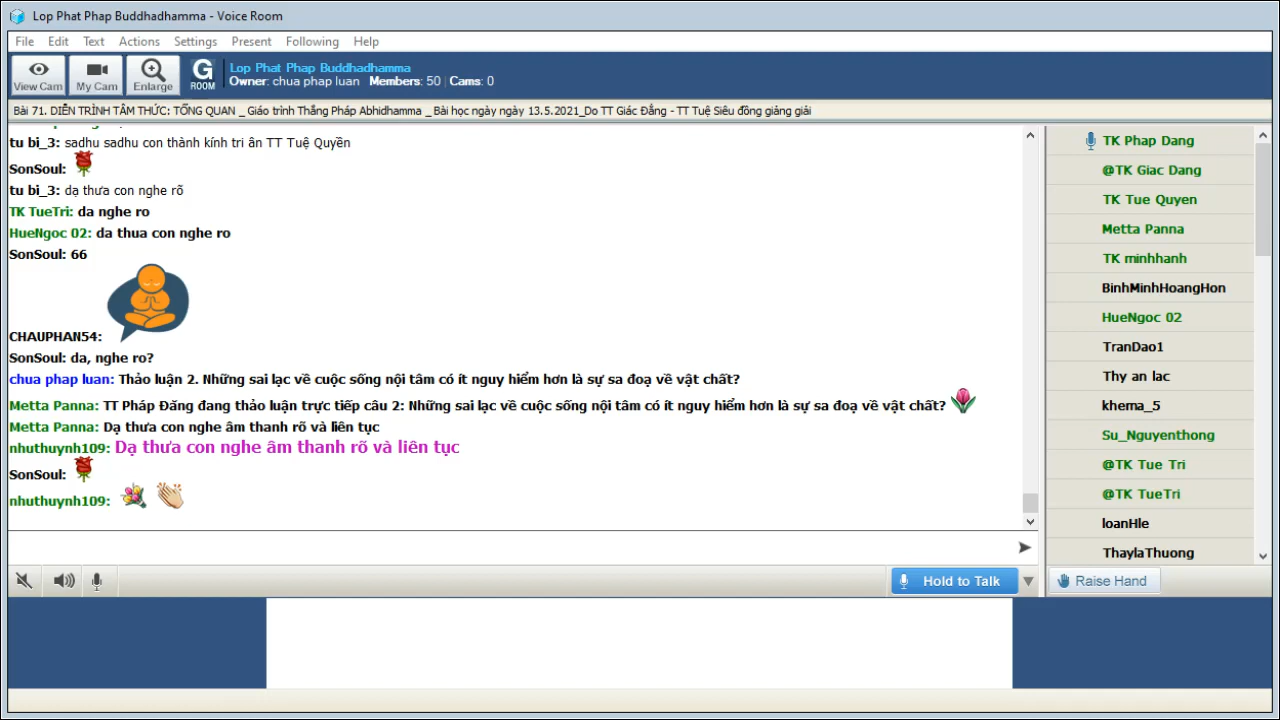 Lop Phat Phap Buddhadhamma - Voice Room
File Edit Text Actions Settings Present Following Help
View Cam My Cam Enlarge G ROOM
Lop Phat Phap Buddhadhamma
Owner: chua phap luan Members: 50 Cams: 0
Bài 71. DIỄN TRÌNH TÂM THỨC: TỔNG QUAN _ Giáo trình Thắng Pháp Abhidhamma _ Bài học ngày ngày 13.5.2021_Do TT Giác Đẳng - TT Tuệ Siêu đồng giảng giải
tu bi_3: sadhu sadhu con thành kính tri ân TT Tuệ Quyền
SonSoul:
tu bi_3: dạ thưa con nghe rõ
TK TueTri: da nghe ro
HueNgoc 02: da thua con nghe ro
SonSoul: 66
CHAUPHAN54:
SonSoul: da, nghe ro?
chua phap luan: Thảo luận 2. Những sai lạc về cuộc sống nội tâm có ít nguy hiểm hơn là sự sa đoạ về vật chất?
Metta Panna: TT Pháp Đăng đang thảo luận trực tiếp câu 2: Những sai lạc về cuộc sống nội tâm có ít nguy hiểm hơn là sự sa đoạ về vật chất?
Metta Panna: Dạ thưa con nghe âm thanh rõ và liên tục
nhuthuynh109: Dạ thưa con nghe âm thanh rõ và liên tục
SonSoul:
nhuthuynh109:
TK Phap Dang
@TK Giac Dang
TK Tue Quyen
Metta Panna
TK minhhanh
BinhMinhHoangHon
HueNgoc 02
TranDao1
Thy an lac
khema_5
Su_Nguyenthong
@TK Tue Tri
@TK TueTri
loanHle
ThaylaThuong
Hold to Talk
Raise Hand